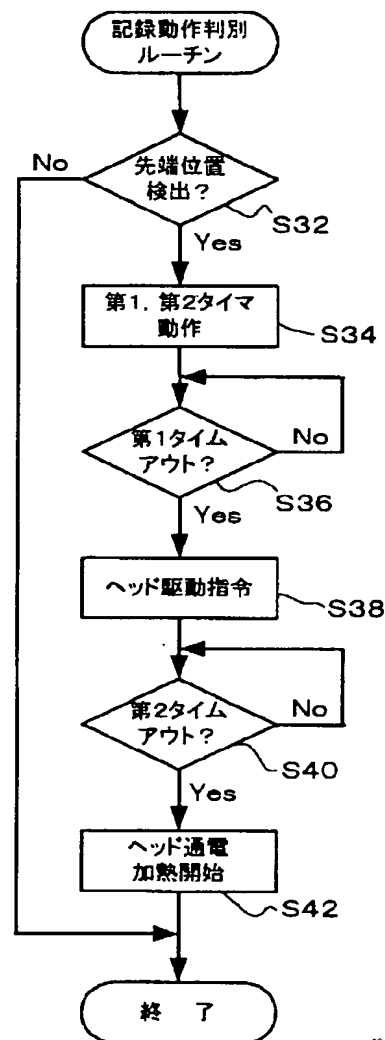 記録動作判別
ルーチン
No
先端位置
検出？
S32
Yes
第1，第2タイマ
動作
S34
第1タイム
アウト？
No
S36
Yes
ヘッド駆動指令
S38
第2タイム
アウト？
No
S40
Yes
ヘッド通電
加熱開始
S42
終　了